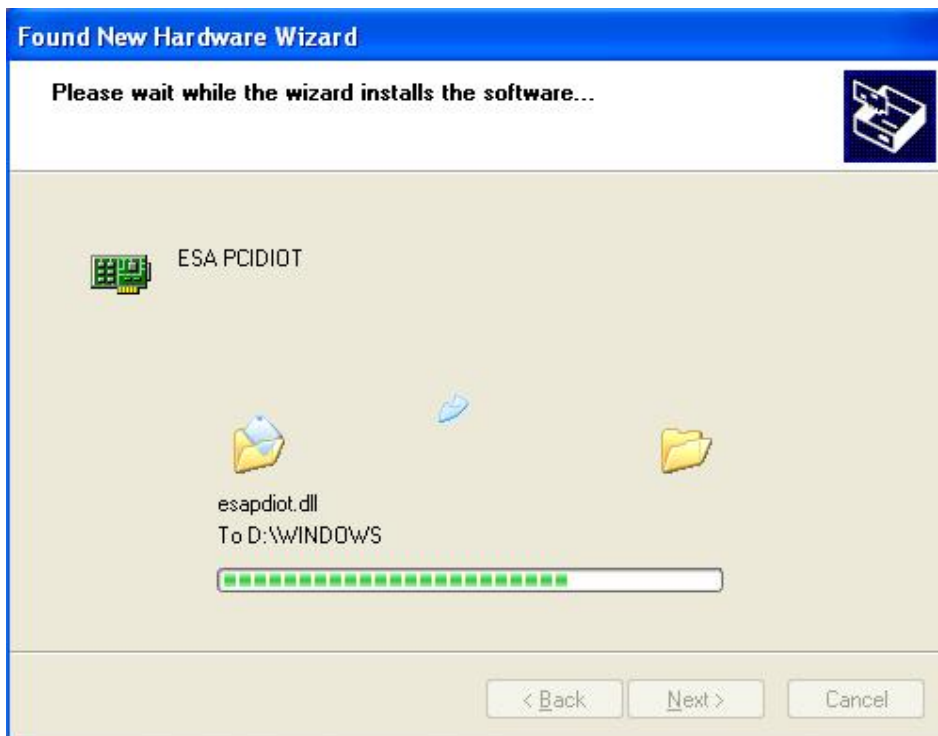 Found New Hardware Wizard
Please wait while the wizard installs the software...
ESA PCIDIOT
esapdiot.dll
To D:\WINDOWS
< Back
Next >
Cancel